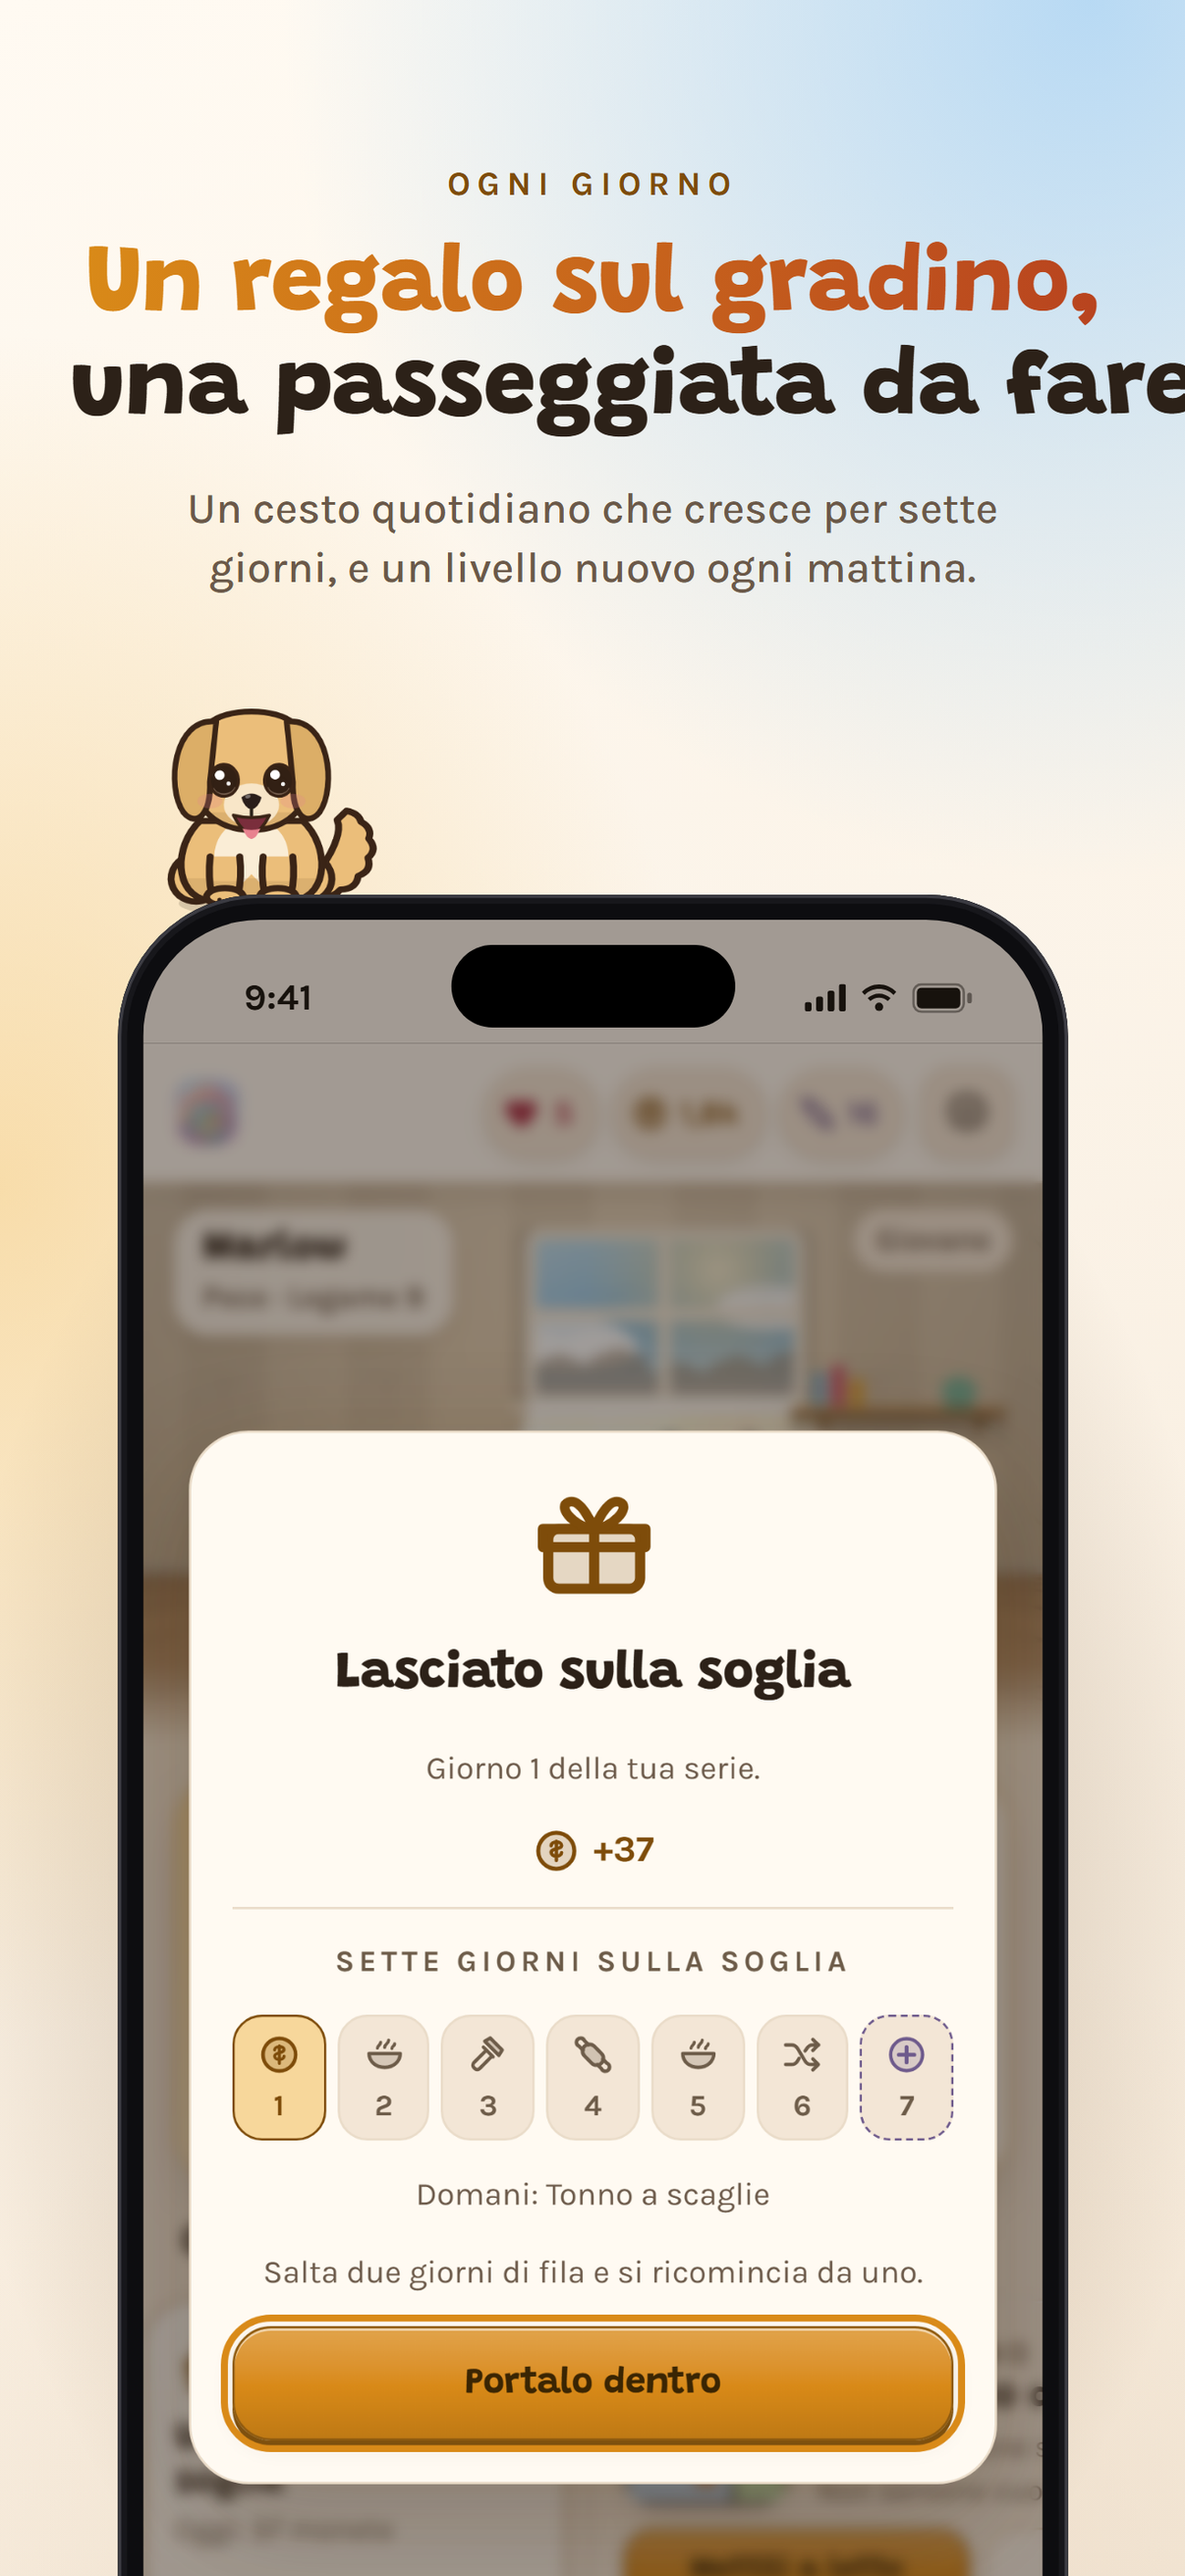 OGNI GIORNO
Un regalo sul gradino,
una passeggiata da fare
Un cesto quotidiano che cresce per sette
giorni, e un livello nuovo ogni mattina.
9:41
5
Marlow
Lasciato sulla soglia
Giorno 1 della tua serie.
+37
SETTE GIORNI SULLA SOGLIA
1 2 3 4 5 6 7
Domani: Tonno a scaglie
Salta due giorni di fila e si ricomincia da uno.
Portalo dentro